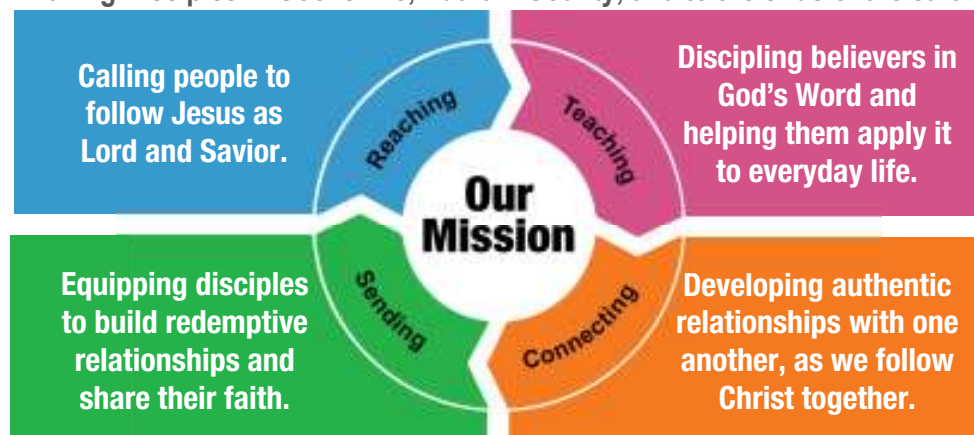 Calling people to
follow Jesus as
Lord and Savior.
Reaching
Teaching
Discipling believers in
God's Word and
helping them apply it
to everyday life.
Our
Mission
Equipping disciples
to build redemptive
relationships and
share their faith.
Sending
Connecting
Developing authentic
relationships with one
another, as we follow
Christ together.